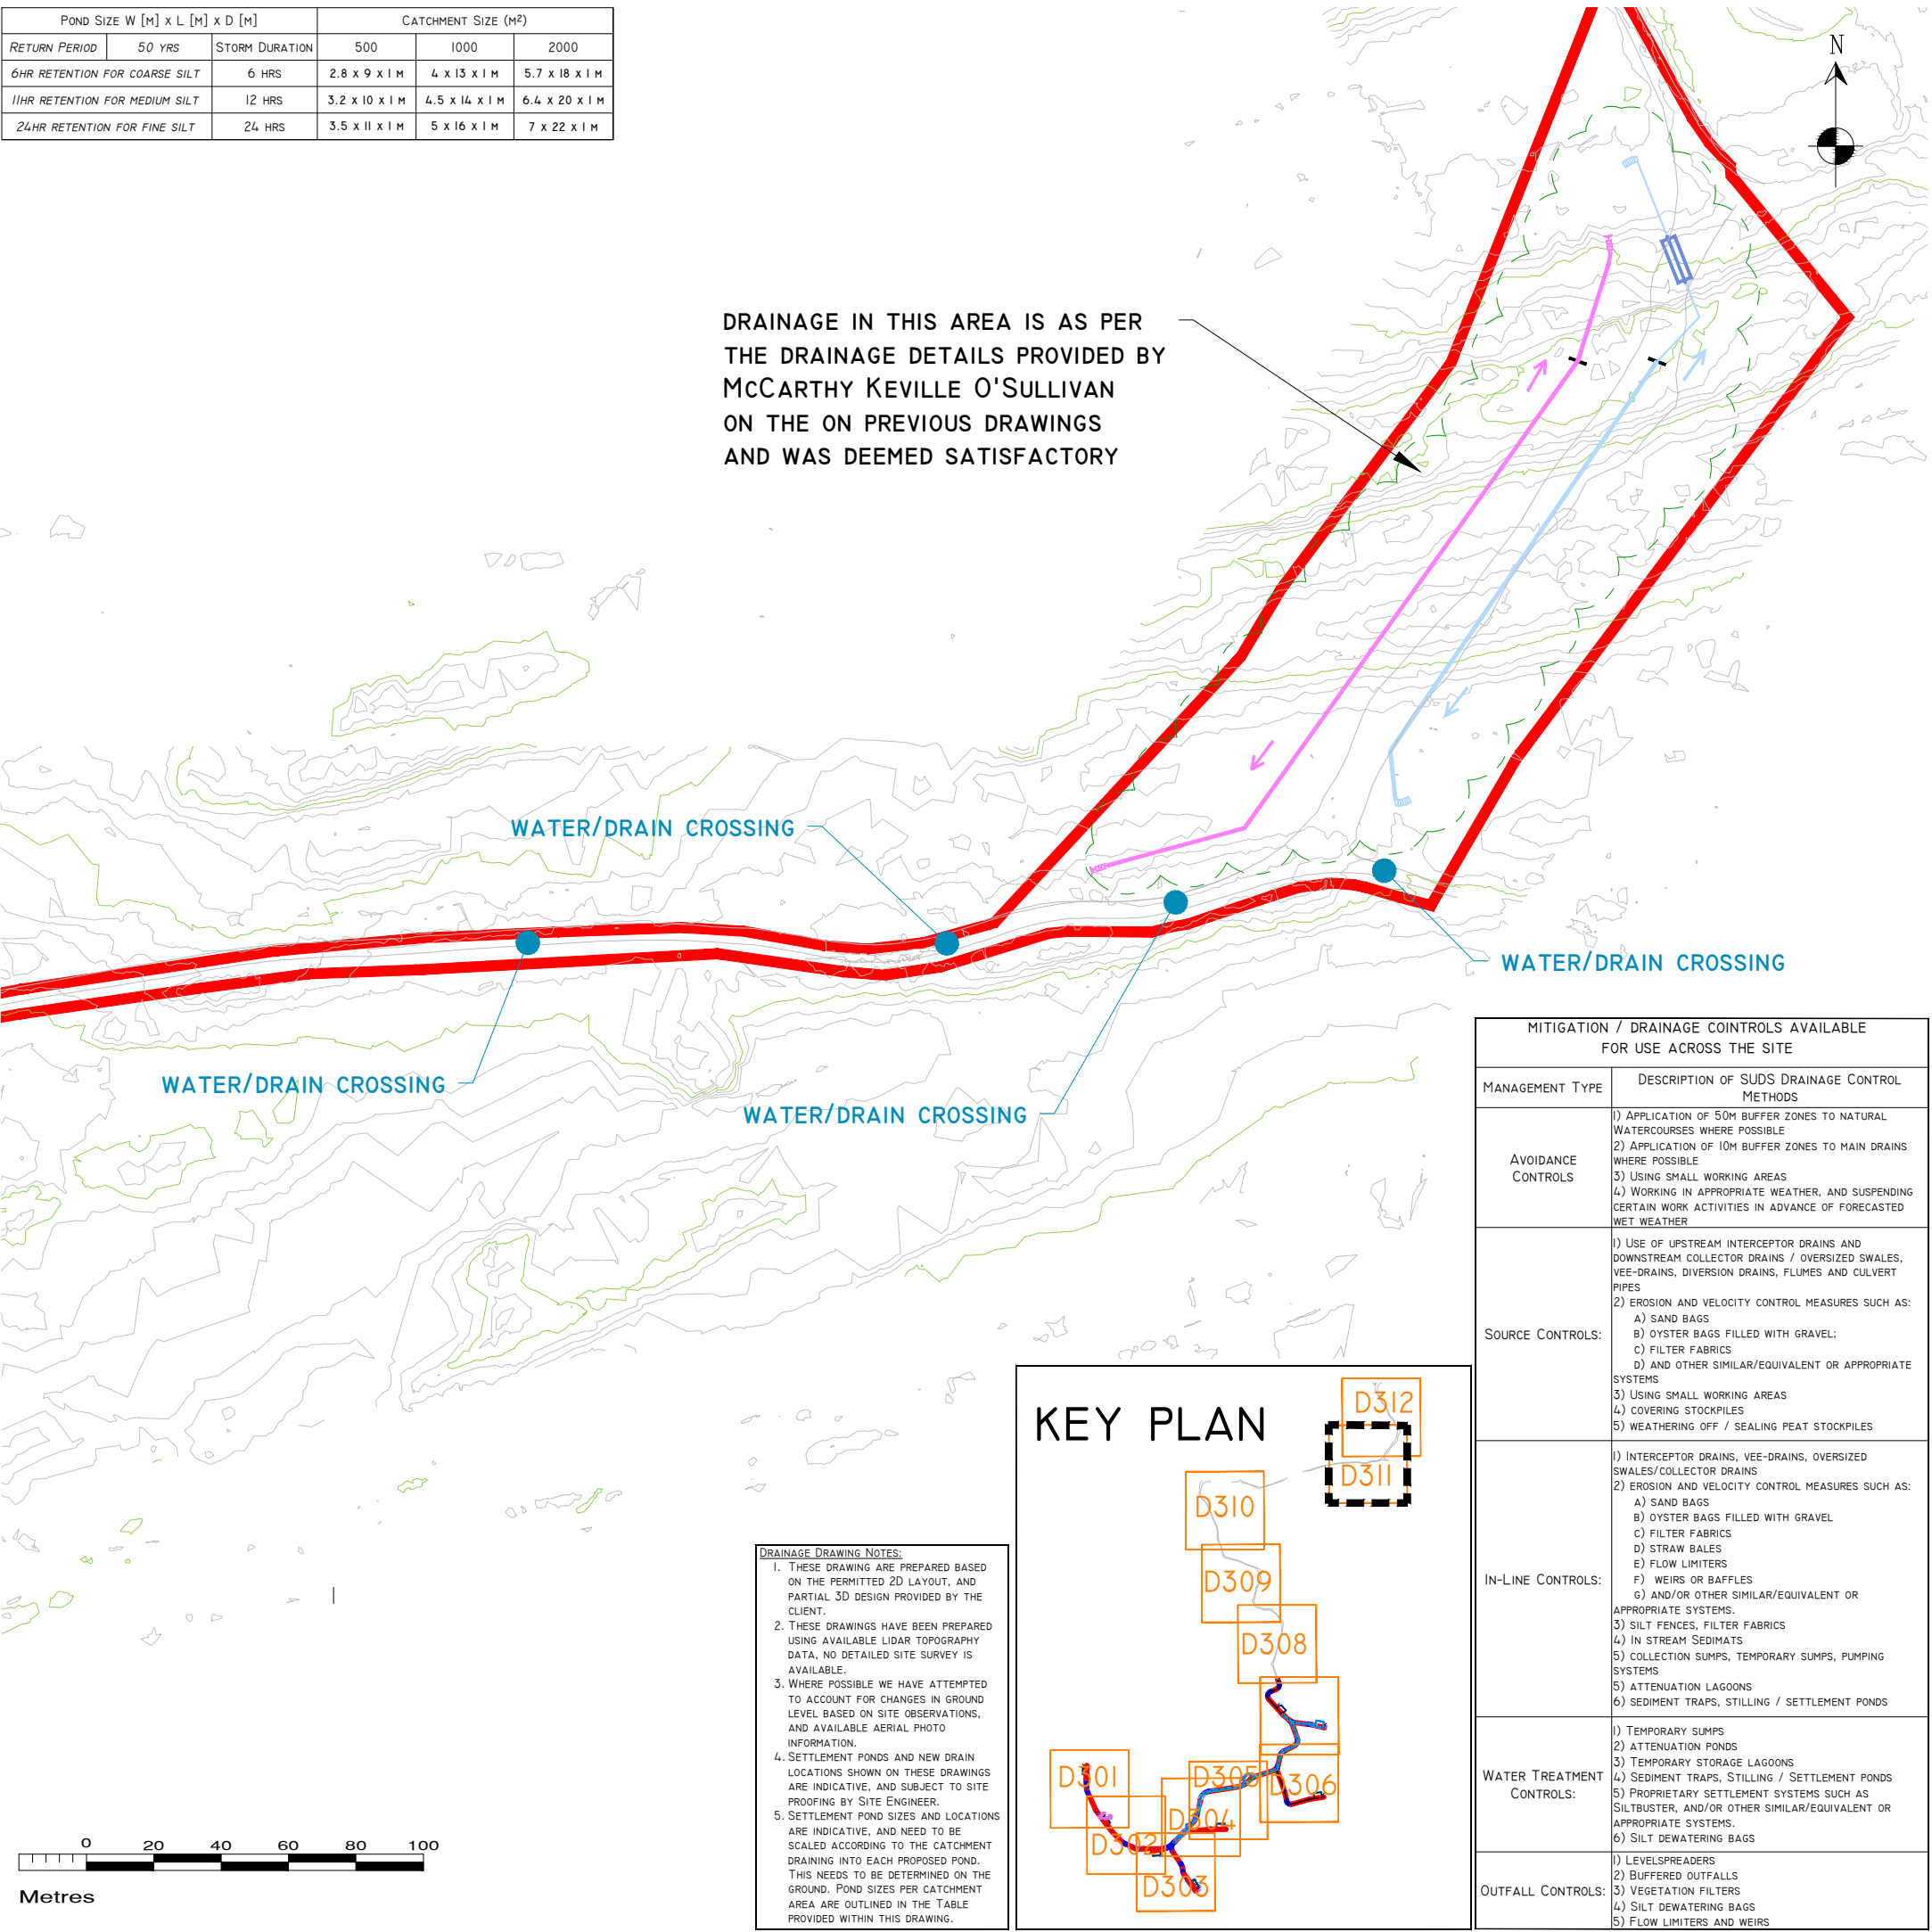 POND SIZE W [M] X L [M] X D [M] CATCHMENT SIZE (M²)
RETURN PERIOD 50 YRS STORM DURATION 500 1000 2000
6HR RETENTION FOR COARSE SILT 6 HRS 2.8 X 9 X 1 M 4 X 13 X 1 M 5.7 X 18 X 1 M
11HR RETENTION FOR MEDIUM SILT 12 HRS 3.2 X 10 X 1 M 4.5 X 14 X 1 M 6.4 X 20 X 1 M
24HR RETENTION FOR FINE SILT 24 HRS 3.5 X 11 X 1 M 5 X 16 X 1 M 7 X 22 X 1 M
N
DRAINAGE IN THIS AREA IS AS PER
THE DRAINAGE DETAILS PROVIDED BY
MCCARTHY KEVILLE O'SULLIVAN
ON THE ON PREVIOUS DRAWINGS
AND WAS DEEMED SATISFACTORY
WATER/DRAIN CROSSING
WATER/DRAIN CROSSING
WATER/DRAIN CROSSING
WATER/DRAIN CROSSING
MITIGATION / DRAINAGE COINTROLS AVAILABLE
FOR USE ACROSS THE SITE
MANAGEMENT TYPE
DESCRIPTION OF SUDS DRAINAGE CONTROL
METHODS
AVOIDANCE
CONTROLS
1) APPLICATION OF 50M BUFFER ZONES TO NATURAL
WATERCOURSES WHERE POSSIBLE
2) APPLICATION OF 10M BUFFER ZONES TO MAIN DRAINS
WHERE POSSIBLE
3) USING SMALL WORKING AREAS
4) WORKING IN APPROPRIATE WEATHER, AND SUSPENDING
CERTAIN WORK ACTIVITIES IN ADVANCE OF FORECASTED
WET WEATHER
SOURCE CONTROLS:
1) USE OF UPSTREAM INTERCEPTOR DRAINS AND
DOWNSTREAM COLLECTOR DRAINS / OVERSIZED SWALES,
VEE-DRAINS, DIVERSION DRAINS, FLUMES AND CULVERT
PIPES
2) EROSION AND VELOCITY CONTROL MEASURES SUCH AS:
A) SAND BAGS
B) OYSTER BAGS FILLED WITH GRAVEL;
C) FILTER FABRICS
D) AND OTHER SIMILAR/EQUIVALENT OR APPROPRIATE
SYSTEMS
3) USING SMALL WORKING AREAS
4) COVERING STOCKPILES
5) WEATHERING OFF / SEALING PEAT STOCKPILES
IN-LINE CONTROLS:
1) INTERCEPTOR DRAINS, VEE-DRAINS, OVERSIZED
SWALES/COLLECTOR DRAINS
2) EROSION AND VELOCITY CONTROL MEASURES SUCH AS:
A) SAND BAGS
B) OYSTER BAGS FILLED WITH GRAVEL
C) FILTER FABRICS
D) STRAW BALES
E) FLOW LIMITERS
F) WEIRS OR BAFFLES
G) AND/OR OTHER SIMILAR/EQUIVALENT OR
APPROPRIATE SYSTEMS.
3) SILT FENCES, FILTER FABRICS
4) IN STREAM SEDIMATS
5) COLLECTION SUMPS, TEMPORARY SUMPS, PUMPING
SYSTEMS
5) ATTENUATION LAGOONS
6) SEDIMENT TRAPS, STILLING / SETTLEMENT PONDS
WATER TREATMENT
CONTROLS:
1) TEMPORARY SUMPS
2) ATTENUATION PONDS
3) TEMPORARY STORAGE LAGOONS
4) SEDIMENT TRAPS, STILLING / SETTLEMENT PONDS
5) PROPRIETARY SETTLEMENT SYSTEMS SUCH AS
SILTBUSTER, AND/OR OTHER SIMILAR/EQUIVALENT OR
APPROPRIATE SYSTEMS.
6) SILT DEWATERING BAGS
OUTFALL CONTROLS:
1) LEVELSPREADERS
2) BUFFERED OUTFALLS
3) VEGETATION FILTERS
4) SILT DEWATERING BAGS
5) FLOW LIMITERS AND WEIRS
KEY PLAN
D312
D311
D310
D309
D308
D306
D305
D304
D301
D302
D303
DRAINAGE DRAWING NOTES:
1. THESE DRAWING ARE PREPARED BASED
ON THE PERMITTED 2D LAYOUT, AND
PARTIAL 3D DESIGN PROVIDED BY THE
CLIENT.
2. THESE DRAWINGS HAVE BEEN PREPARED
USING AVAILABLE LIDAR TOPOGRAPHY
DATA, NO DETAILED SITE SURVEY IS
AVAILABLE.
3. WHERE POSSIBLE WE HAVE ATTEMPTED
TO ACCOUNT FOR CHANGES IN GROUND
LEVEL BASED ON SITE OBSERVATIONS,
AND AVAILABLE AERIAL PHOTO
INFORMATION.
4. SETTLEMENT PONDS AND NEW DRAIN
LOCATIONS SHOWN ON THESE DRAWINGS
ARE INDICATIVE, AND SUBJECT TO SITE
PROOFING BY SITE ENGINEER.
5. SETTLEMENT POND SIZES AND LOCATIONS
ARE INDICATIVE, AND NEED TO BE
SCALED ACCORDING TO THE CATCHMENT
DRAINING INTO EACH PROPOSED POND.
THIS NEEDS TO BE DETERMINED ON THE
GROUND. POND SIZES PER CATCHMENT
AREA ARE OUTLINED IN THE TABLE
PROVIDED WITHIN THIS DRAWING.
0 20 40 60 80 100
Metres